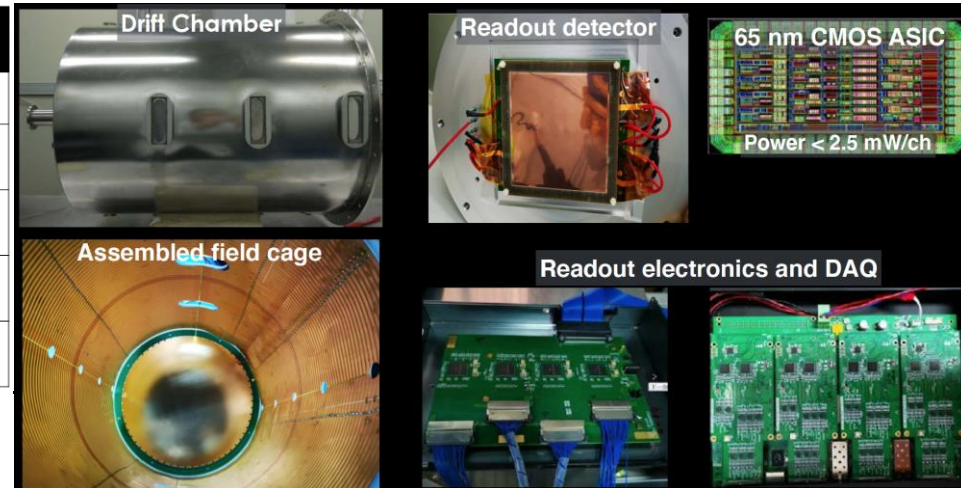 Drift Chamber
Readout detector
65 nm CMOS ASIC
Power < 2.5 mW/ch
Assembled field cage
Readout electronics and DAQ